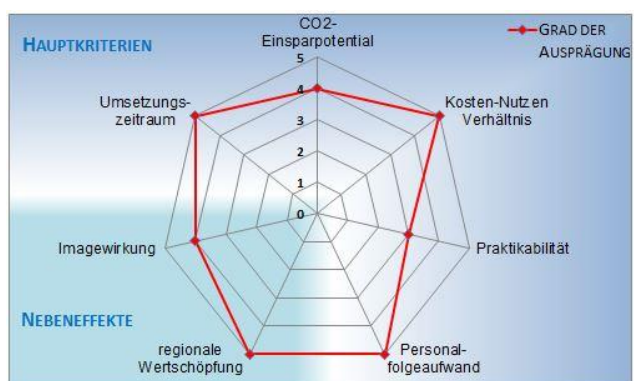 HAUPTKRITERIEN
CO2-
Einsparpotential
GRAD DER
AUSPRÄGUNG
Umsetzungs-
zeitraum
Kosten-Nutzen
Verhältnis
5
4
3
2
1
0
Imagewirkung
Praktikabilität
NEBENEFFEKTE
regionale
Wertschöpfung
Personal-
folgeaufwand